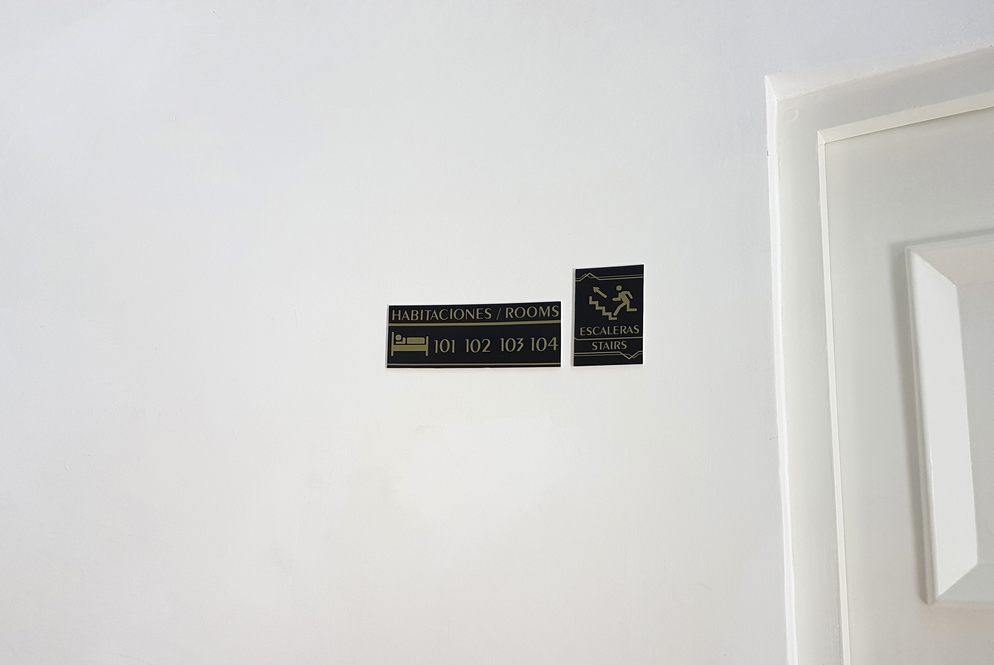 HABITACIONES / ROOMS
101 102 103 104
ESCALERAS
STAIRS